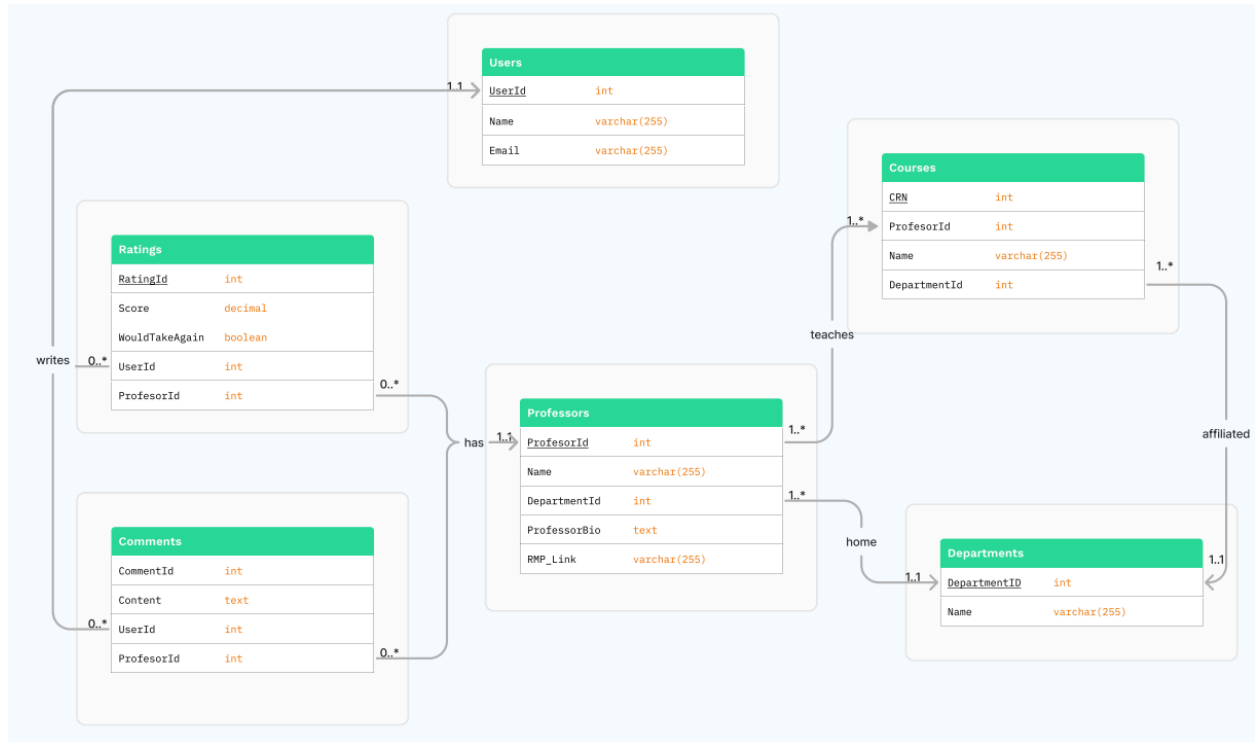 Users
1..1
UserId int
Name varchar(255)
Email varchar(255)
Courses
CRN int
1..*
ProfesorId int
Name varchar(255)
1..*
DepartmentId int
Ratings
RatingId int
Score decimal
WouldTakeAgain boolean
writes
0..*
UserId int
ProfesorId int
0..*
teaches
Professors
has
1..1
ProfesorId int
1..*
Name varchar(255)
DepartmentId int
1..*
ProfessorBio text
RMP_Link varchar(255)
affiliated
home
Comments
CommentId int
Content text
0..*
UserId int
ProfesorId int
0..*
Departments
1..1
1..1
DepartmentID int
Name varchar(255)